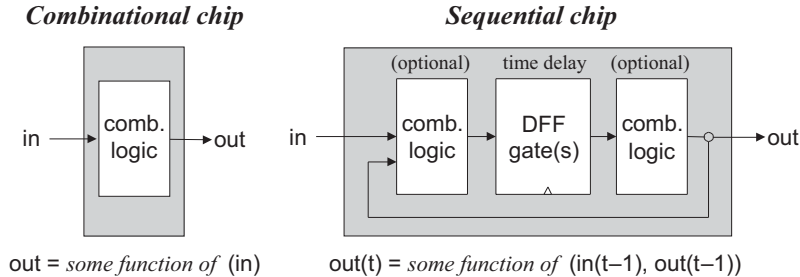 Combinational chip
in
comb.
logic
out
out = some function of (in)
Sequential chip
(optional)
time delay
(optional)
in
comb.
logic
DFF
gate(s)
comb.
logic
out
out(t) = some function of (in(t–1), out(t–1))